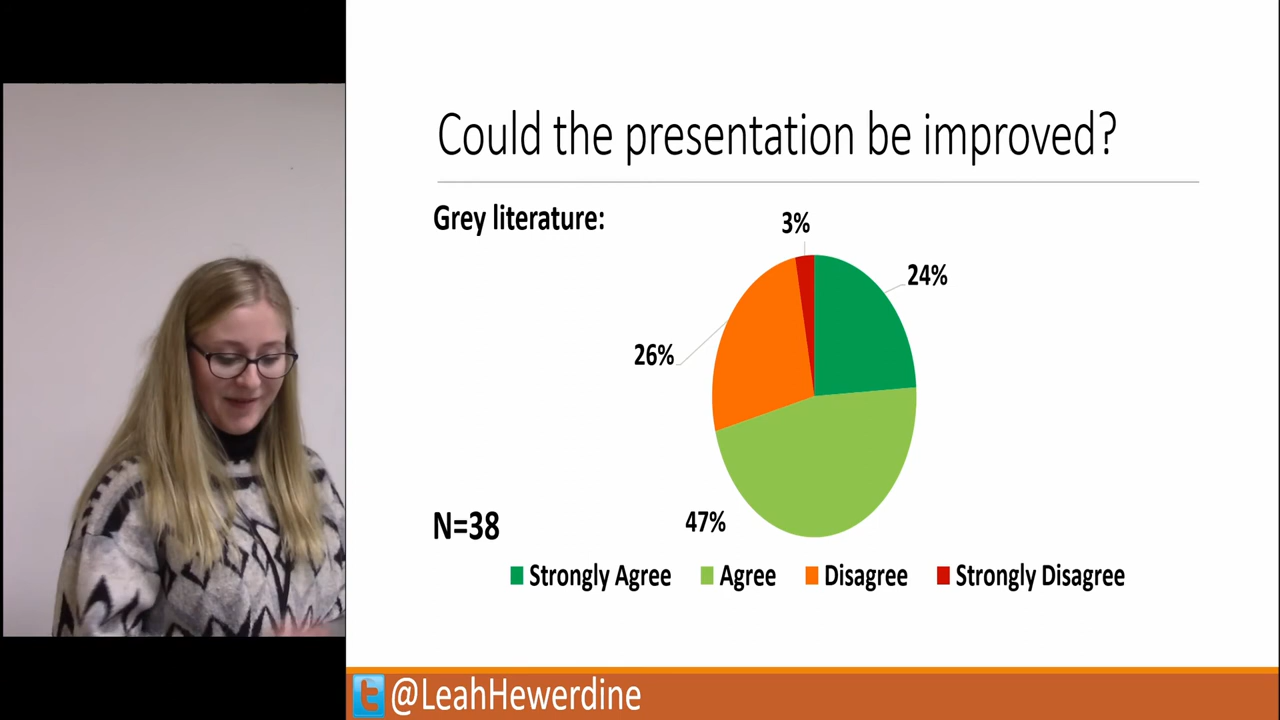 Could the presentation be improved?
Grey literature:
3%
24%
26%
47%
N=38
Strongly Agree Agree Disagree Strongly Disagree
@LeahHewerdine